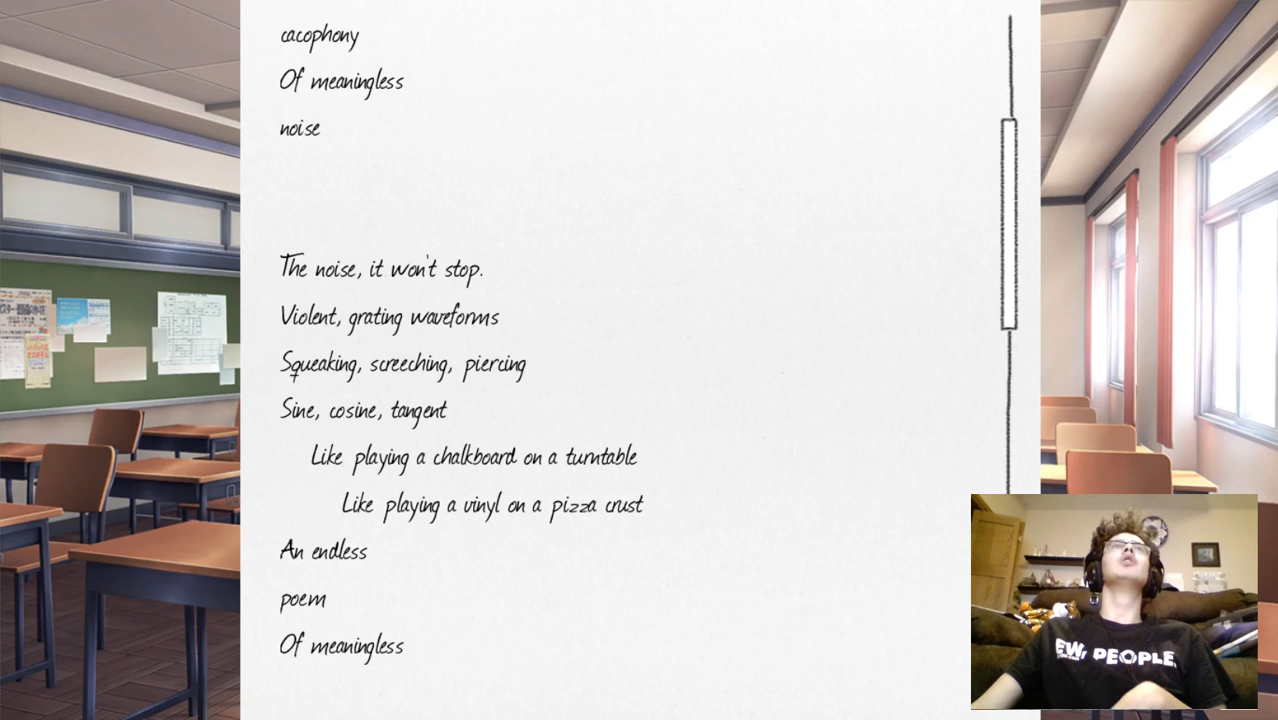 cacophony
Of meaningless
noise
The noise, it won't stop.
Violent, grating waveforms
Squeaking, screeching, piercing
Sine, cosine, tangent
Like playing a chalkboard on a turntable
Like playing a vinyl on a pizza crust
An endless
poem
Of meaningless
EW, PEOPLE.